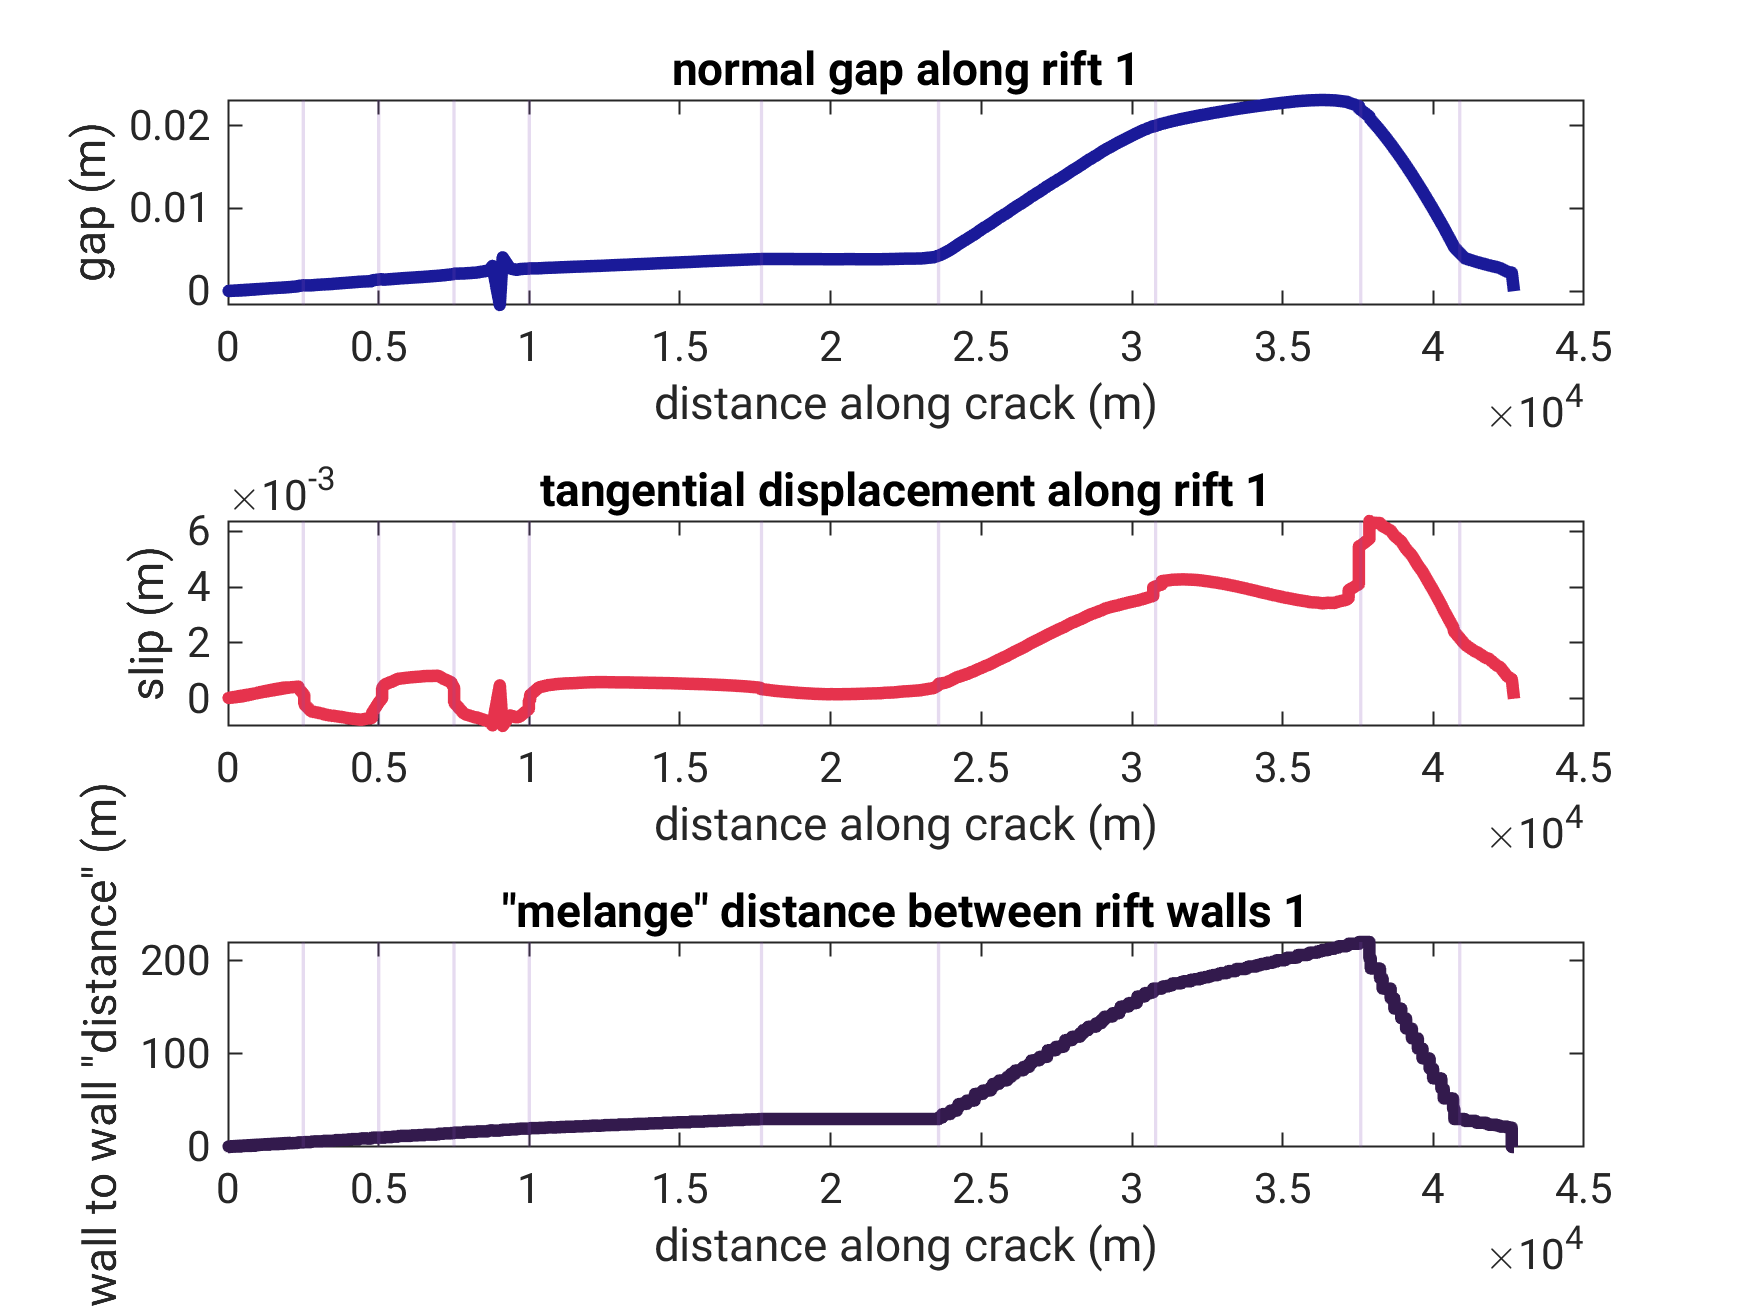 normal gap along rift 1
gap (m)
0.02
0.01
0
0 0.5 1 1.5 2 2.5 3 3.5 4 4.5
distance along crack (m)
×10^4
×10^-3
tangential displacement along rift 1
slip (m)
6
4
2
0
0 0.5 1 1.5 2 2.5 3 3.5 4 4.5
distance along crack (m)
×10^4
"melange" distance between rift walls 1
wall to wall "distance" (m)
200
100
0
0 0.5 1 1.5 2 2.5 3 3.5 4 4.5
distance along crack (m)
×10^4